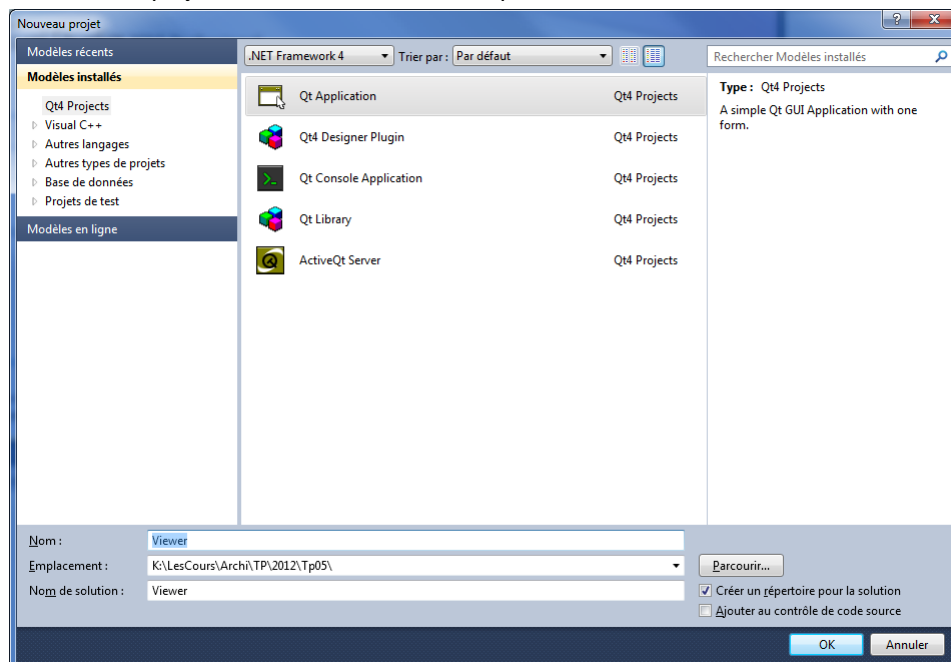 Nouveau projet
Modèles récents
.NET Framework 4 Trier par : Par défaut
Rechercher Modèles installés
Modèles installés
Qt4 Projects
Visual C++
Autres langages
Autres types de projets
Base de données
Projets de test
Modèles en ligne
Qt Application Qt4 Projects
Qt4 Designer Plugin Qt4 Projects
Qt Console Application Qt4 Projects
Qt Library Qt4 Projects
ActiveQt Server Qt4 Projects
Type : Qt4 Projects
A simple Qt GUI Application with one
form.
Nom : Viewer
Emplacement : K:\LesCours\Archi\TP\2012\Tp05\ Parcourir...
Nom de solution : Viewer
Créer un répertoire pour la solution
Ajouter au contrôle de code source
OK Annuler